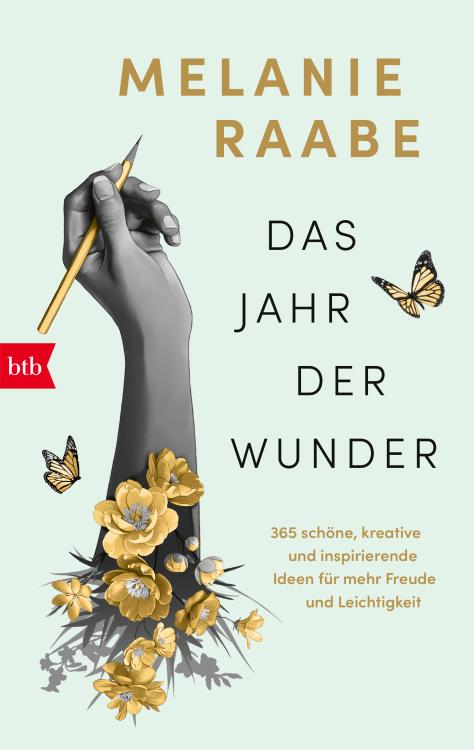 MELANIE
RAABE
DAS
JAHR
DER
WUNDER
btb
365 schöne, kreative
und inspirierende
Ideen für mehr Freude
und Leichtigkeit